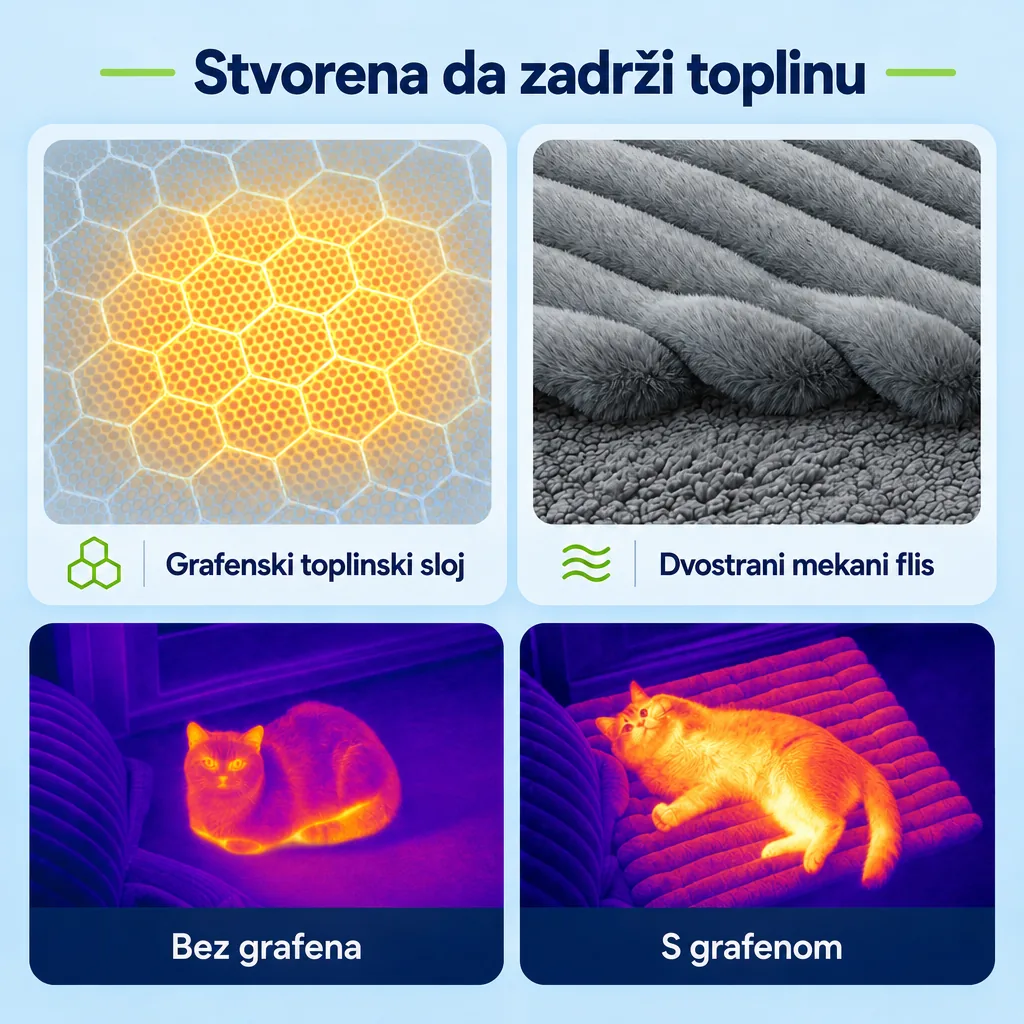 Stvorena da zadrži toplinu
Grafenski toplinski sloj
Dvostrani mekani flis
Bez grafena
S grafenom